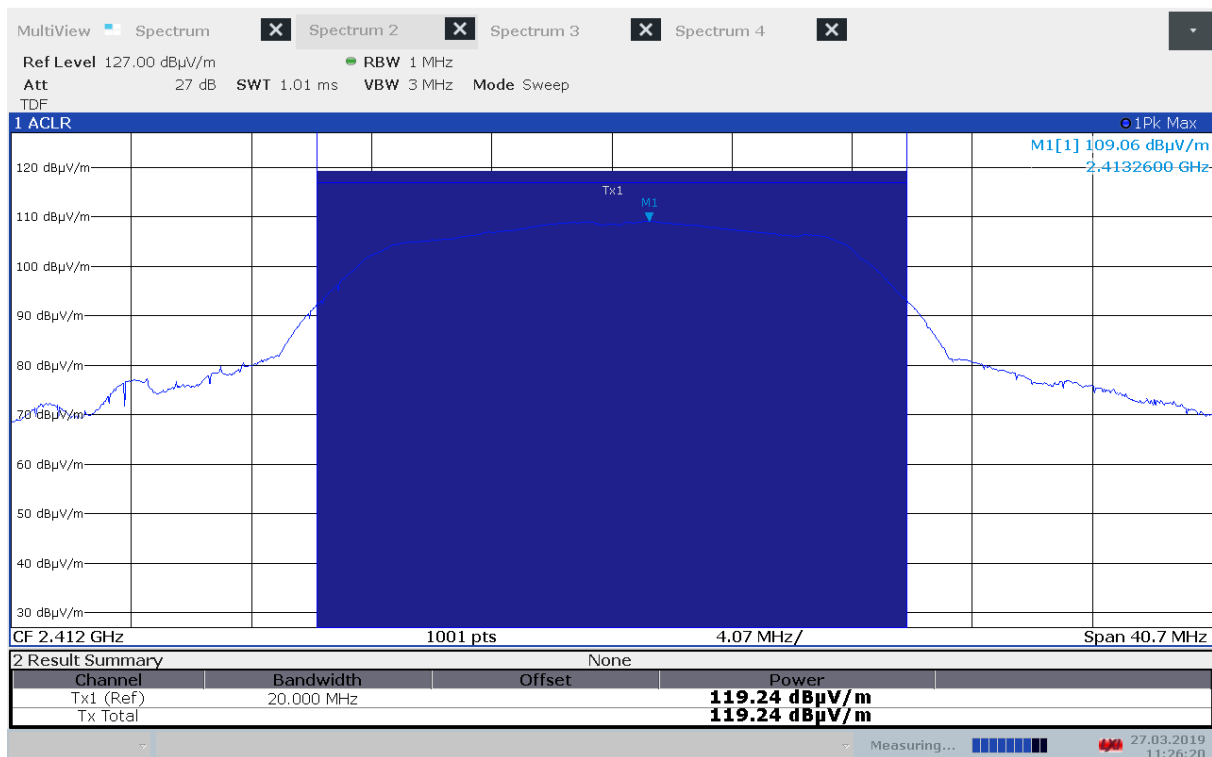 MultiView Spectrum X Spectrum 2 X Spectrum 3 X Spectrum 4 X
Ref Level 127.00 dBµV/m RBW 1 MHz
Att 27 dB SWT 1.01 ms VBW 3 MHz Mode Sweep
TDF
1 ACLR 1Pk Max
M1[1] 109.06 dBµV/m
2.4132600 GHz
120 dBµV/m
Tx1
M1
110 dBµV/m
100 dBµV/m
90 dBµV/m
80 dBµV/m
70 dBµV/m
60 dBµV/m
50 dBµV/m
40 dBµV/m
30 dBµV/m
CF 2.412 GHz 1001 pts 4.07 MHz/ Span 40.7 MHz
2 Result Summary None
Channel Bandwidth Offset Power
Tx1 (Ref) 20.000 MHz 119.24 dBµV/m
Tx Total 119.24 dBµV/m
Measuring... 27.03.2019
11:26:20